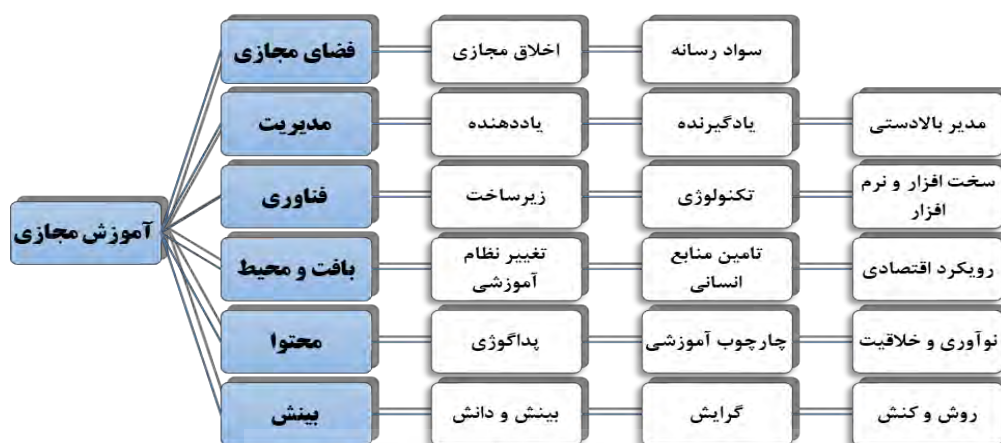 آموزش مجازی
فضای مجازی
اخلاق مجازی
سواد رسانه
مدیریت
یاددهنده
یادگیرنده
مدیر بالادستی
فناوری
زیرساخت
تکنولوژی
سخت افزار و نرم
افزار
بافت و محیط
تغییر نظام
آموزشی
تامین منابع
انسانی
رویکرد اقتصادی
محتوا
پداگوژی
چارچوب آموزشی
نوآوری و خلاقیت
بینش
بینش و دانش
گرایش
روش و کنش